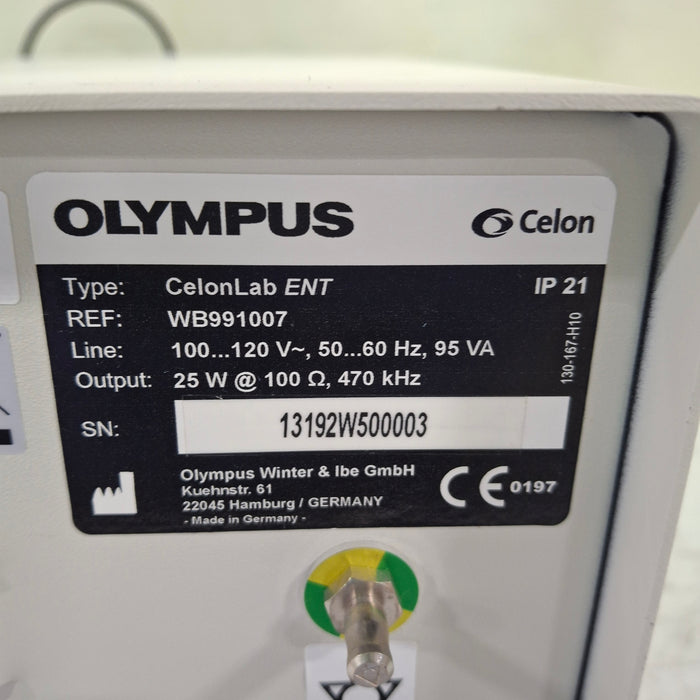 OLYMPUS
Celon
Type: CelonLab ENT IP 21
REF: WB991007
Line: 100...120 V~, 50...60 Hz, 95 VA
Output: 25 W @ 100 Ω, 470 kHz
130-167-H10
SN: 13192W500003
Olympus Winter & Ibe GmbH
Kuehnstr. 61
22045 Hamburg / GERMANY
- Made in Germany -
CE 0197